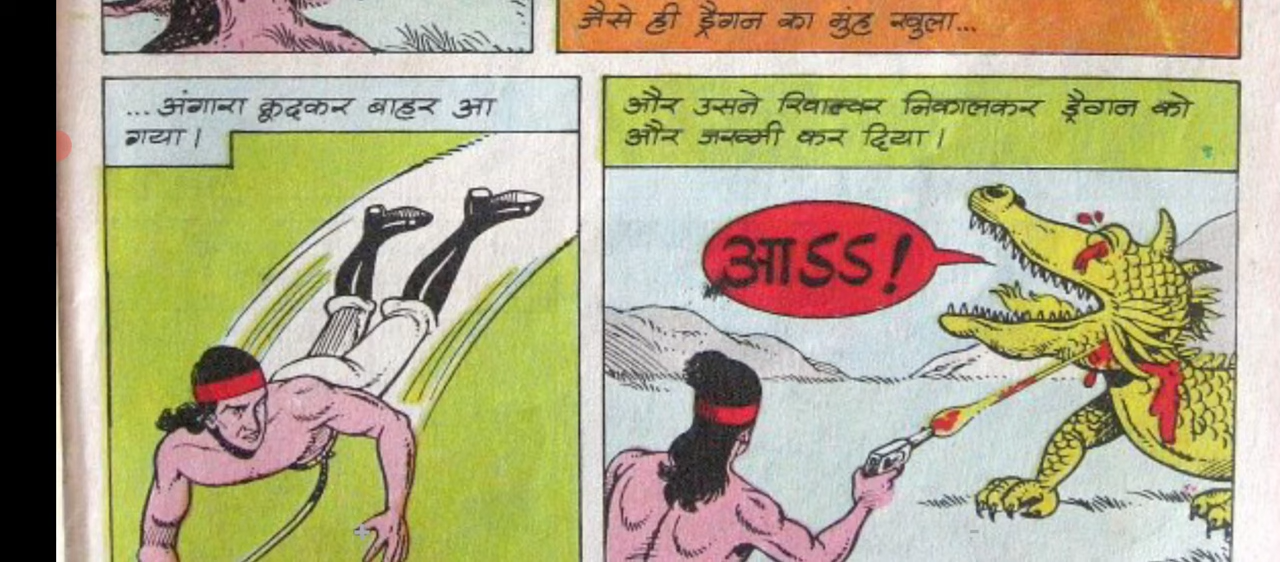 जैसे ही ड्रैगन का मुंह खुला...
...अंगारा कूदकर बाहर आ
गया।
और उसने रिवाल्वर निकालकर ड्रैगन को
और जख्मी कर दिया।
आऽऽ!